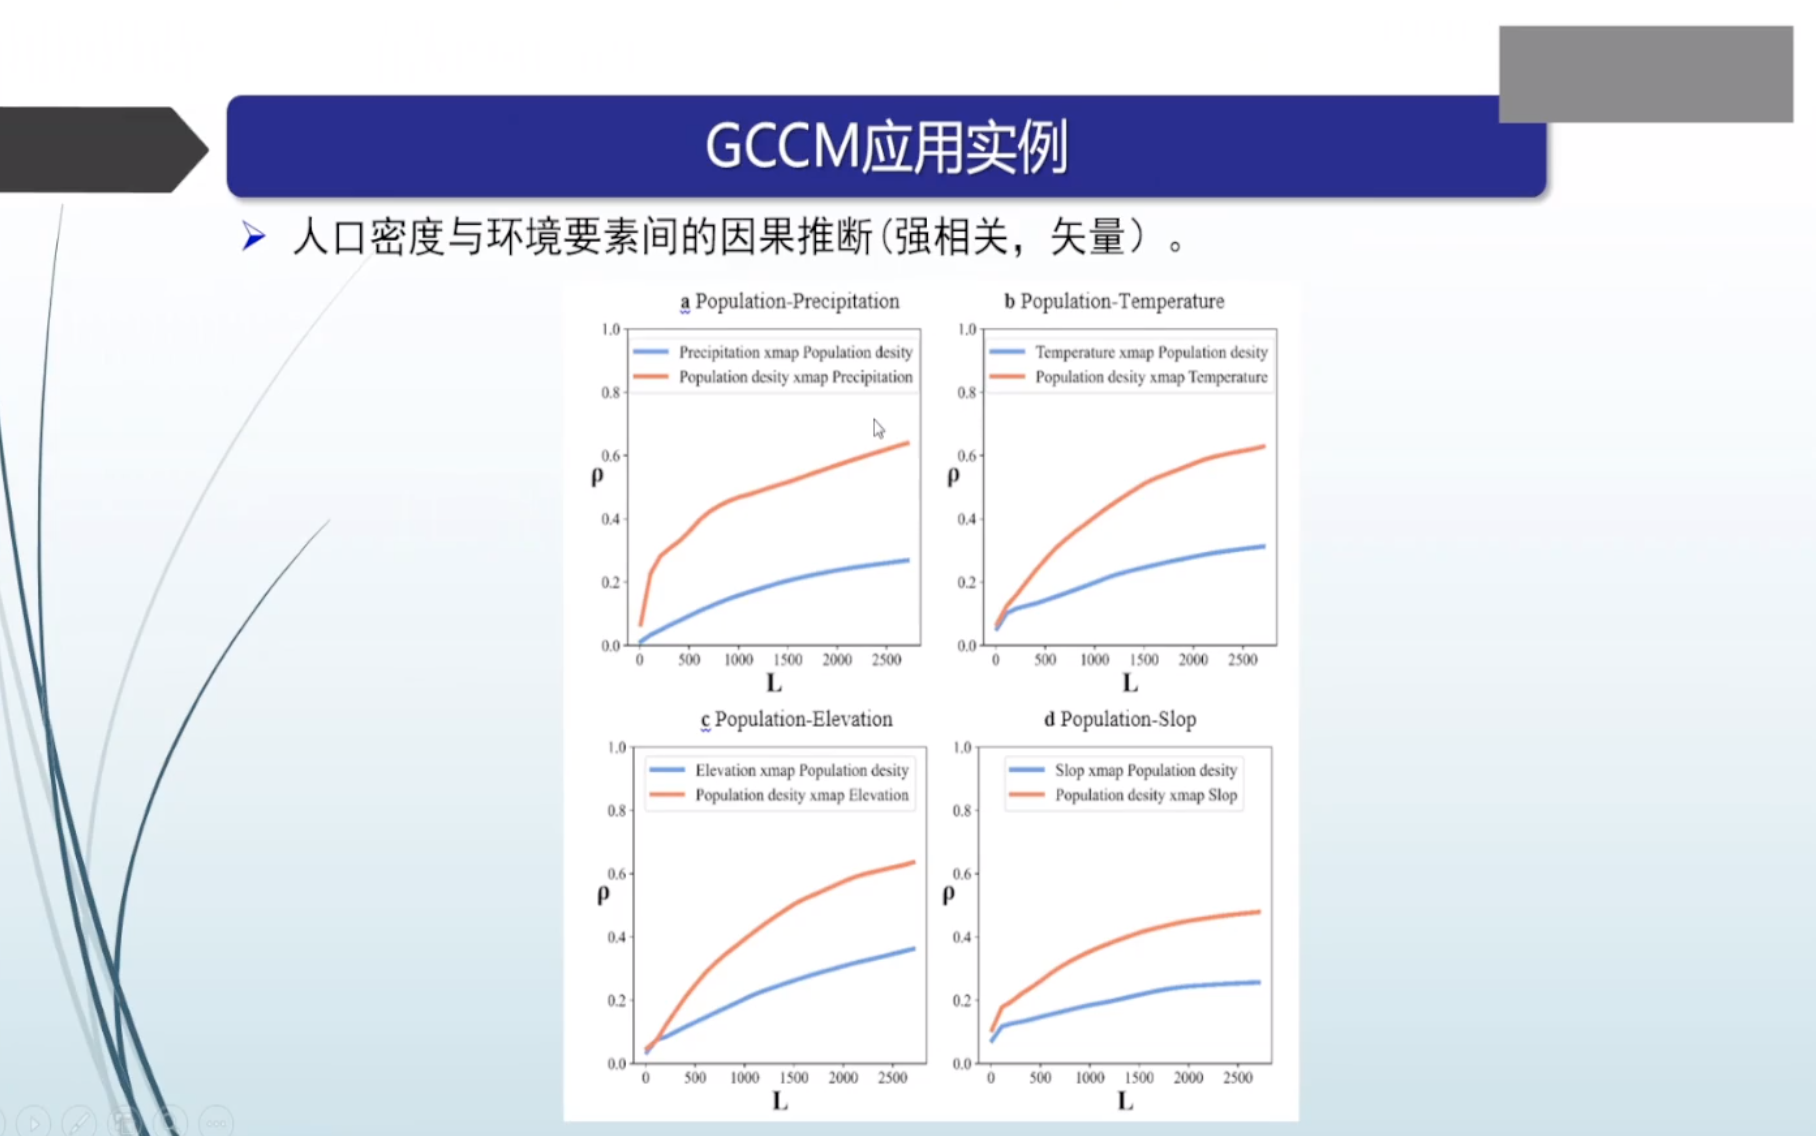 GCCM应用实例
人口密度与环境要素间的因果推断(强相关，矢量）。
a Population-Precipitation
1.0
0.8
0.6
0.4
0.2
0.0
ρ
Precipitation xmap Population desity
Population desity xmap Precipitation
0 500 1000 1500 2000 2500
L
b Population-Temperature
1.0
0.8
0.6
0.4
0.2
0.0
ρ
Temperature xmap Population desity
Population desity xmap Temperature
0 500 1000 1500 2000 2500
L
c Population-Elevation
1.0
0.8
0.6
0.4
0.2
0.0
ρ
Elevation xmap Population desity
Population desity xmap Elevation
0 500 1000 1500 2000 2500
L
d Population-Slop
1.0
0.8
0.6
0.4
0.2
0.0
ρ
Slop xmap Population desity
Population desity xmap Slop
0 500 1000 1500 2000 2500
L